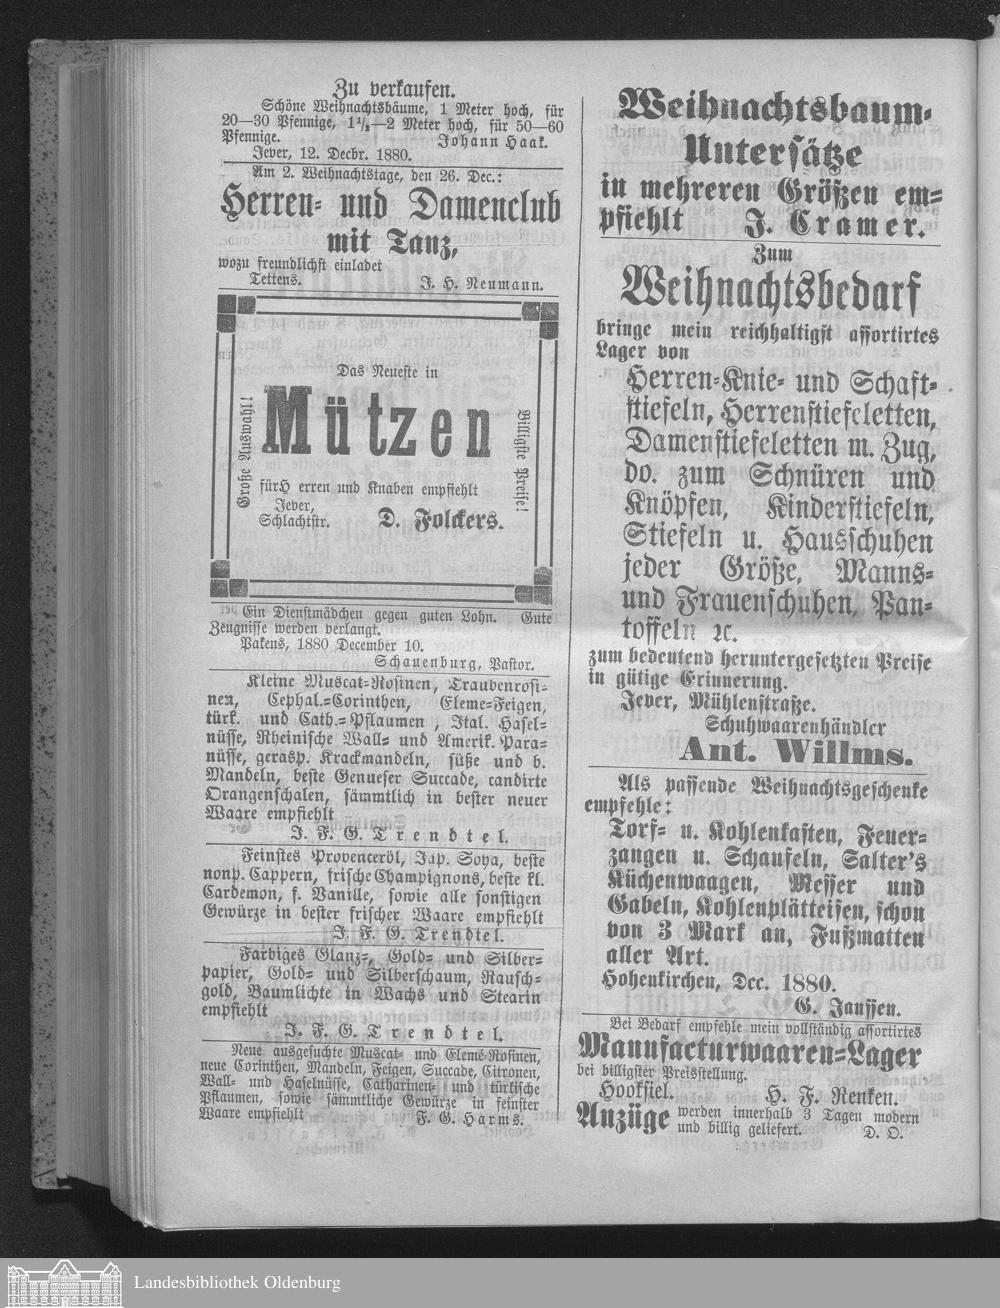 Zu verkaufen.
Schöne Weihnachtsbäume, 1 Meter hoch, für
20—30 Pfennige, 1½—2 Meter hoch, für 50—60
Pfennige. Johann Haak.
Jever, 12. Decbr. 1880.
Am 2. Weihnachtstage, den 26. Dec.:
Herren- und Damenclub
mit Tanz,
wozu freundlichst einladet
Tettens. J. H. Neumann.
Das Neueste in
Große Auswahl!
Mützen
Billigste Preise!
fürH erren und Knaben empfiehlt
Jever,
Schlachtstr. D. Folckers.
Ein Dienstmädchen gegen guten Lohn. Gute
Zeugnisse werden verlangt.
Pakens, 1880 December 10.
Schauenburg, Pastor.
Kleine Muscat-Rosinen, Traubenrosi-
nen, Cephal.-Corinthen, Eleme-Feigen,
türk. und Cath.-Pflaumen, Ital. Hasel-
nüsse, Rheinische Wall- und Amerik. Para-
nüsse, gerasp. Krackmandeln, süße und b.
Mandeln, beste Genueser Succade, candirte
Orangenschalen, sämmtlich in bester neuer
Waare empfiehlt
J. F. G. Trendtel.
Feinstes Provenceröl, Jap. Soya, beste
nonp. Cappern, frische Champignons, beste kl.
Cardemon, f. Vanille, sowie alle sonstigen
Gewürze in bester frischer Waare empfiehlt
J. F. G. Trendtel.
Farbiges Glanz-, Gold- und Silber-
papier, Gold- und Silberschaum, Rausch-
gold, Baumlichte in Wachs und Stearin
empfiehlt
J. F. G. Trendtel.
Neue ausgesuchte Muscat- und Elemé-Rosinen,
neue Corinthen, Mandeln, Feigen, Succade, Citronen,
Wall- und Haselnüsse, Catharinen- und türkische
Pflaumen, sowie sämmtliche Gewürze in feinster
Waare empfiehlt F. G. Harms.
Weihnachtsbaum-
Untersätze
in mehreren Größen em-
pfiehlt J. Cramer.
Zum
Weihnachtsbedarf
bringe mein reichhaltigst assortirtes
Lager von
Herren-Knie- und Schaft-
stiefeln, Herrenstiefeletten,
Damenstiefeletten m. Zug,
do. zum Schnüren und
Knöpfen, Kinderstiefeln,
Stiefeln u. Hausschuhen
jeder Größe, Manns-
und Frauenschuhen, Pan-
toffeln ꝛc.
zum bedeutend heruntergesetzten Preise
in gütige Erinnerung.
Jever, Mühlenstraße.
Schuhwaarenhändler
Ant. Willms.
Als passende Weihnachtsgeschenke
empfehle:
Torf- u. Kohlenkasten, Feuer-
zangen u. Schaufeln, Salter's
Küchenwaagen, Messer und
Gabeln, Kohlenplätteisen, schon
von 3 Mark an, Fußmatten
aller Art.
Hohenkirchen, Dec. 1880.
G. Janssen.
Bei Bedarf empfehle mein vollständig assortirtes
Manufacturwaaren-Lager
bei billigster Preisstellung.
Hooksiel. H. F. Renken.
Anzüge werden innerhalb 3 Tagen modern
und billig geliefert. D. O.
Landesbibliothek Oldenburg